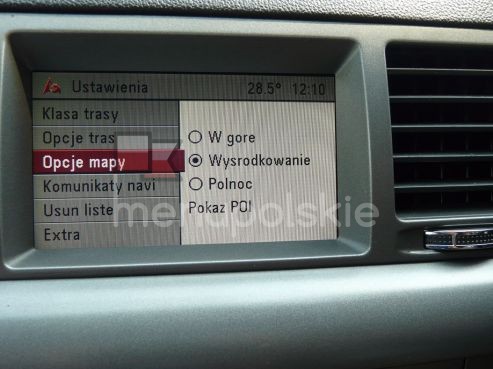 Ustawienia 28.5° 12:10
Klasa trasy
Opcje tras
W gore
Opcje mapy
Wysrodkowanie
Komunikaty navi
Polnoc
Usun liste
Pokaz POI
menupolskie
Extra